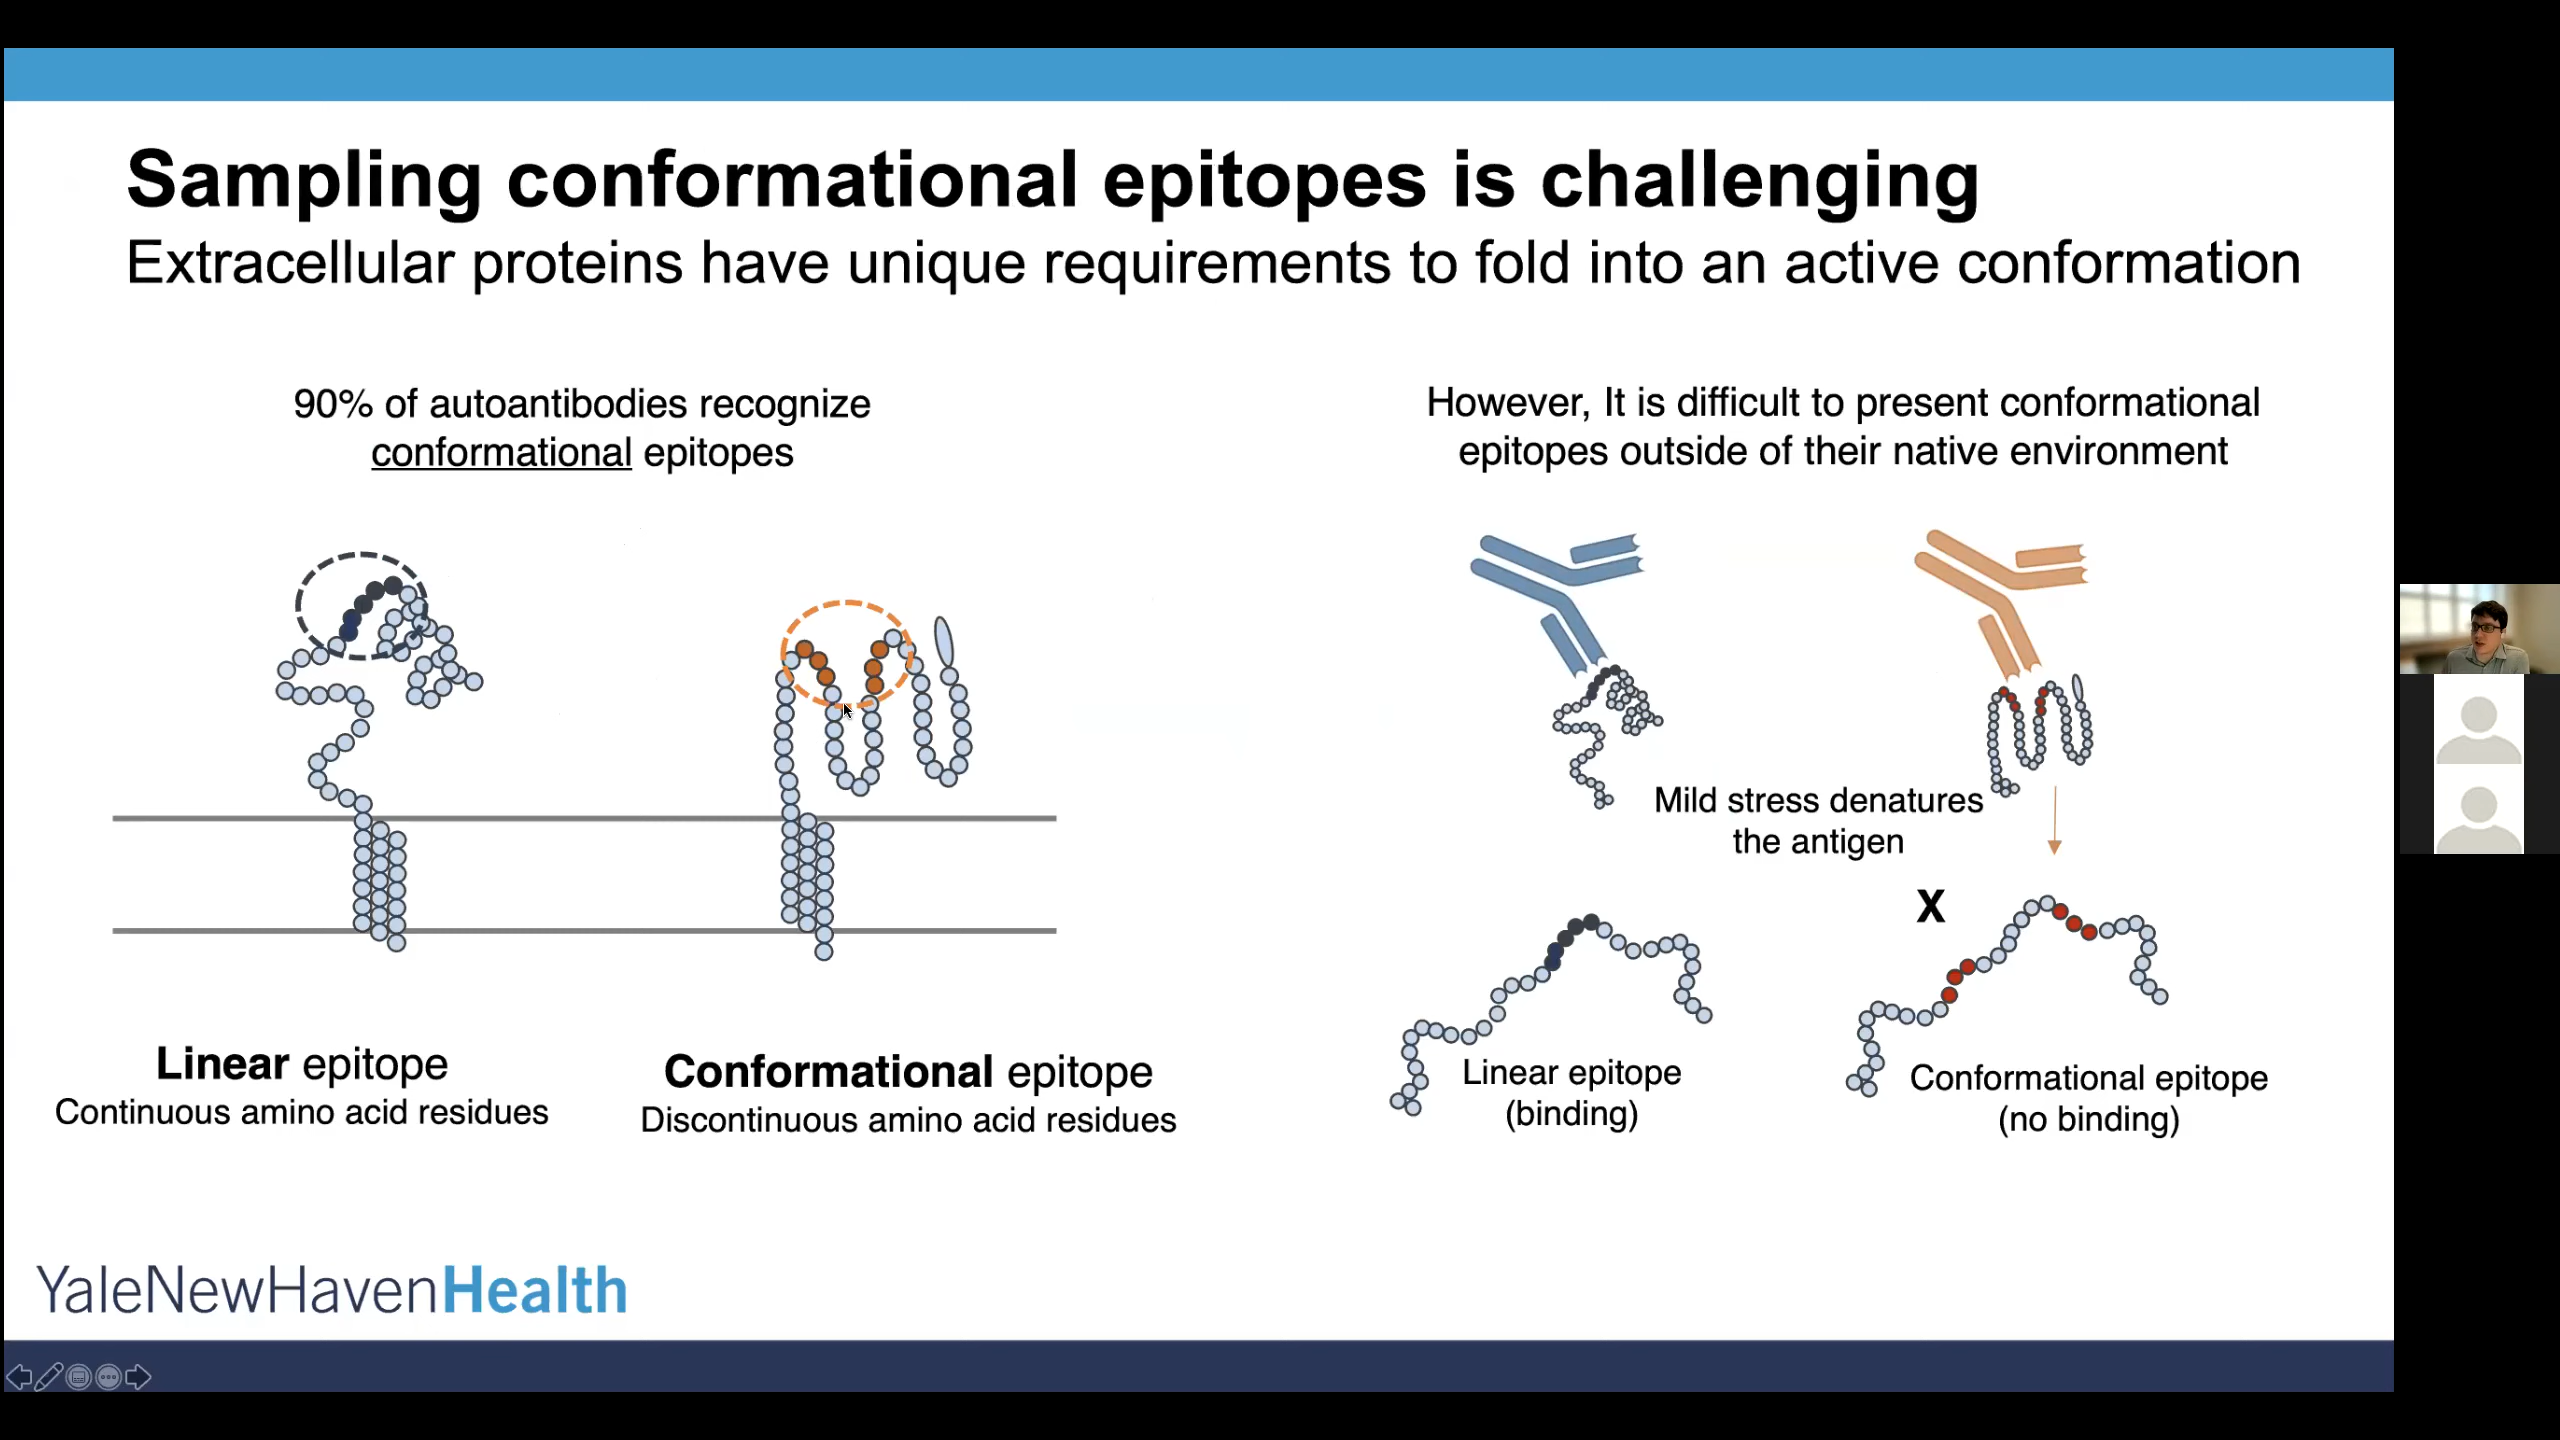 Sampling conformational epitopes is challenging
Extracellular proteins have unique requirements to fold into an active conformation
90% of autoantibodies recognize
conformational epitopes
However, It is difficult to present conformational
epitopes outside of their native environment
Mild stress denatures
the antigen
X
Linear epitope
Continuous amino acid residues
Conformational epitope
Discontinuous amino acid residues
Linear epitope
(binding)
Conformational epitope
(no binding)
YaleNewHavenHealth